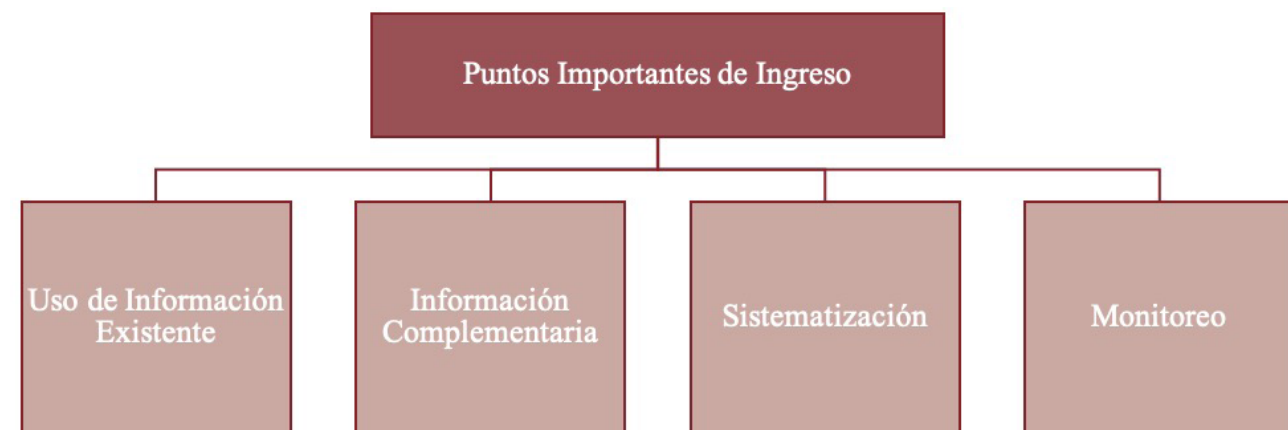 Puntos Importantes de Ingreso
Uso de Información
Existente
Información
Complementaria
Sistematización
Monitoreo